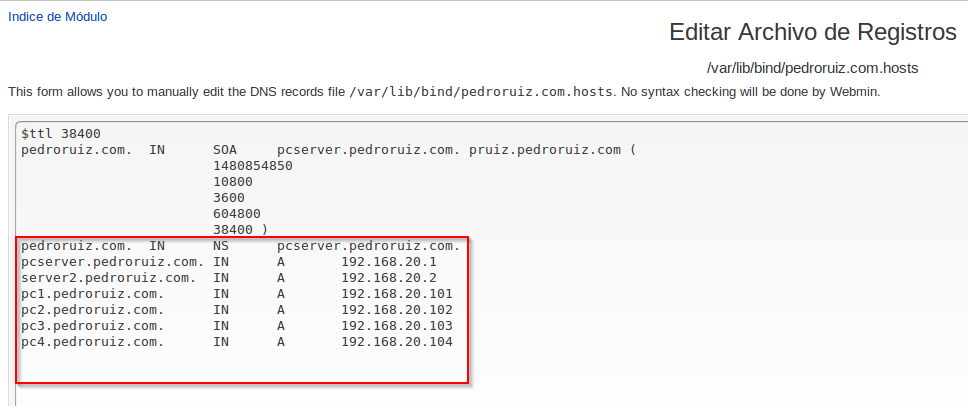 Indice de Módulo
Editar Archivo de Registros
/var/lib/bind/pedroruiz.com.hosts
This form allows you to manually edit the DNS records file /var/lib/bind/pedroruiz.com.hosts. No syntax checking will be done by Webmin.
$ttl 38400
pedroruiz.com.  IN      SOA     pcserver.pedroruiz.com. pruiz.pedroruiz.com (
                        1480854850
                        10800
                        3600
                        604800
                        38400 )
pedroruiz.com.  IN      NS      pcserver.pedroruiz.com.
pcserver.pedroruiz.com. IN      A       192.168.20.1
server2.pedroruiz.com.  IN      A       192.168.20.2
pc1.pedroruiz.com.      IN      A       192.168.20.101
pc2.pedroruiz.com.      IN      A       192.168.20.102
pc3.pedroruiz.com.      IN      A       192.168.20.103
pc4.pedroruiz.com.      IN      A       192.168.20.104